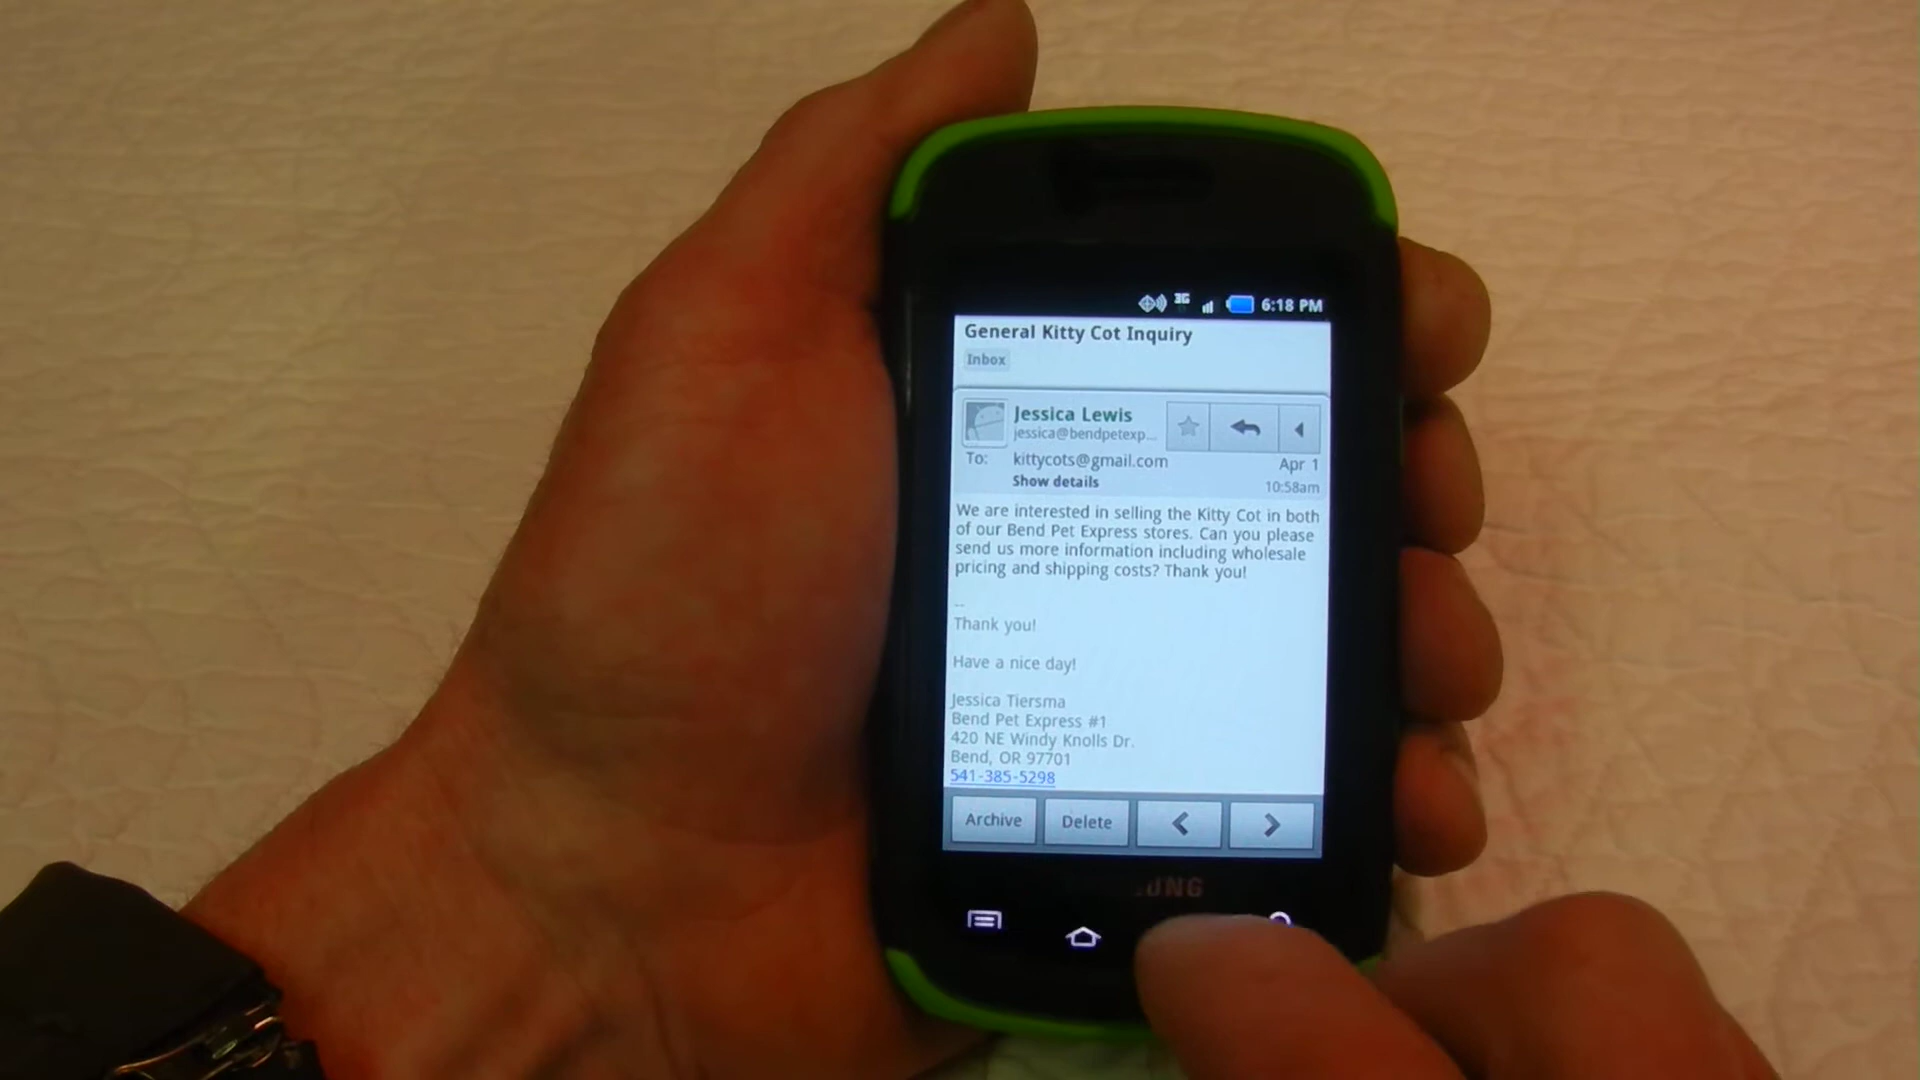 3G 6:18 PM
General Kitty Cot Inquiry
Inbox
Jessica Lewis
jessica@bendpetexp...
To: kittycots@gmail.com Apr 1
Show details 10:58am
We are interested in selling the Kitty Cot in both
of our Bend Pet Express stores. Can you please
send us more information including wholesale
pricing and shipping costs? Thank you!
--
Thank you!
Have a nice day!
Jessica Tiersma
Bend Pet Express #1
420 NE Windy Knolls Dr.
Bend, OR 97701
541-385-5298
Archive Delete